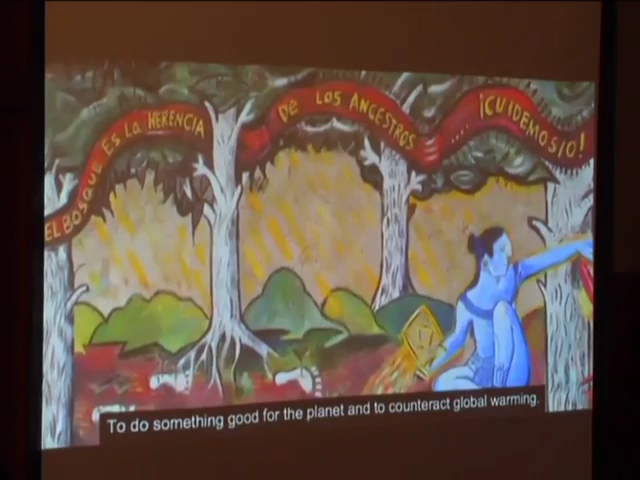 EL BOSQUE ES LA HERENCIA DE LOS ANCESTROS .... ¡CUIDEMOSLO!
To do something good for the planet and to counteract global warming.